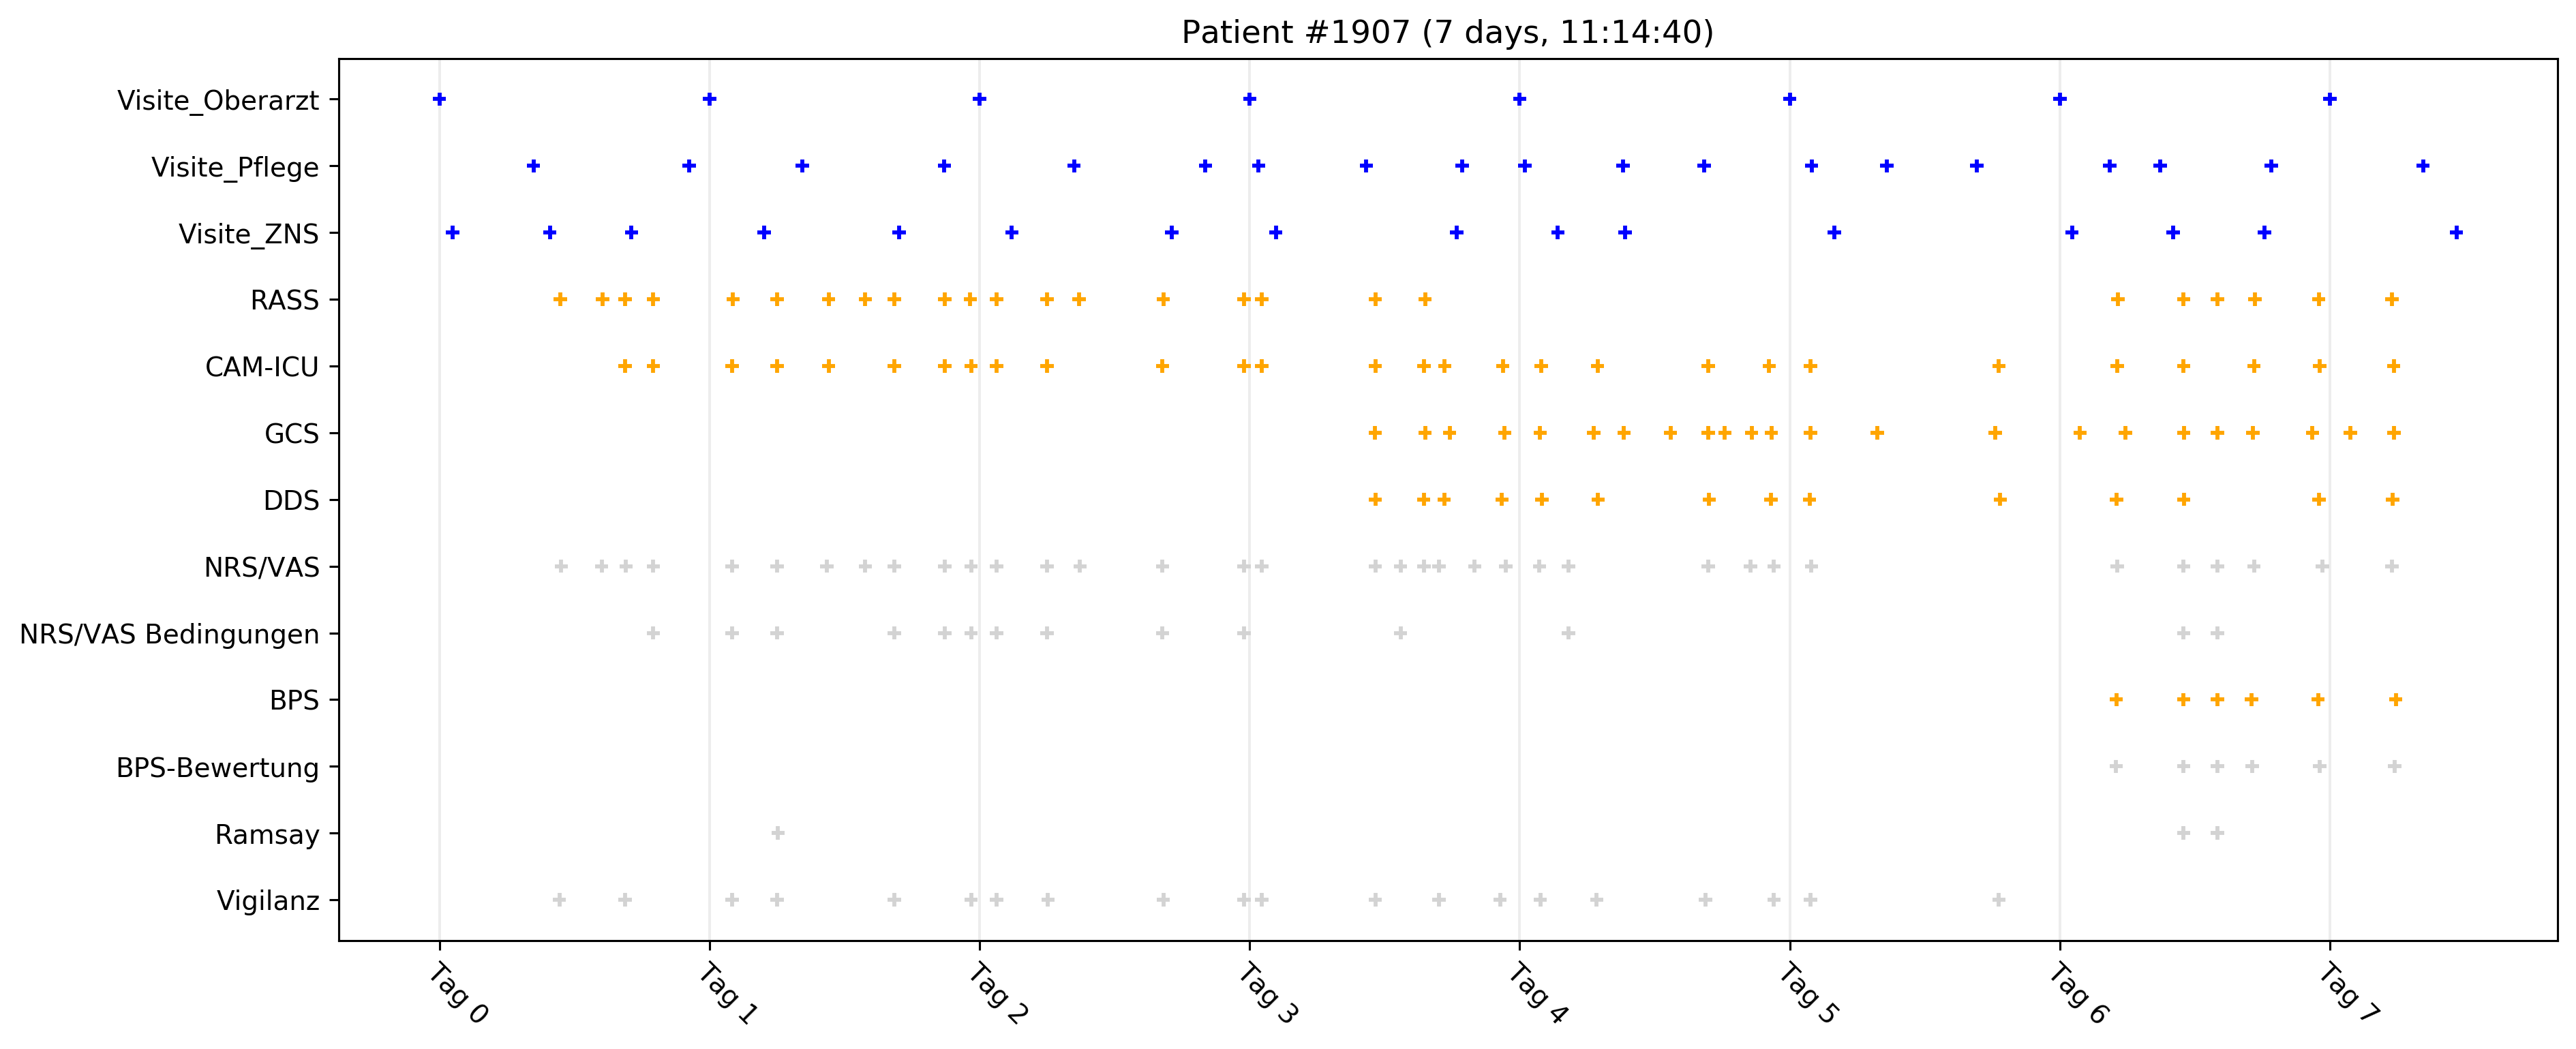 Patient #1907 (7 days, 11:14:40)
Visite_Oberarzt
Visite_Pflege
Visite_ZNS
RASS
CAM-ICU
GCS
DDS
NRS/VAS
NRS/VAS Bedingungen
BPS
BPS-Bewertung
Ramsay
Vigilanz
Tag 0
Tag 1
Tag 2
Tag 3
Tag 4
Tag 5
Tag 6
Tag 7